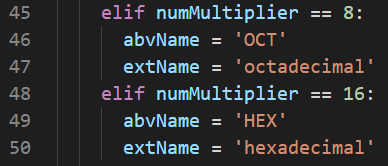 45 elif numMultiplier == 8:
46 abvName = 'OCT'
47 extName = 'octadecimal'
48 elif numMultiplier == 16:
49 abvName = 'HEX'
50 extName = 'hexadecimal'